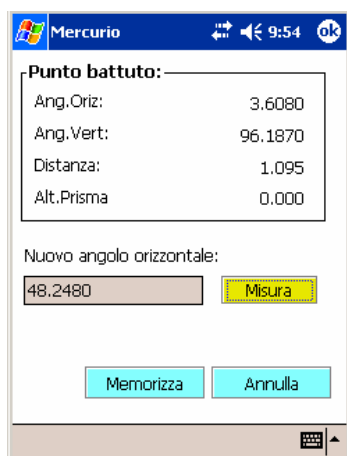 Mercurio 9:54 ok
Punto battuto:
Ang.Oriz: 3.6080
Ang.Vert: 96.1870
Distanza: 1.095
Alt.Prisma 0.000
Nuovo angolo orizzontale:
48.2480 Misura
Memorizza Annulla